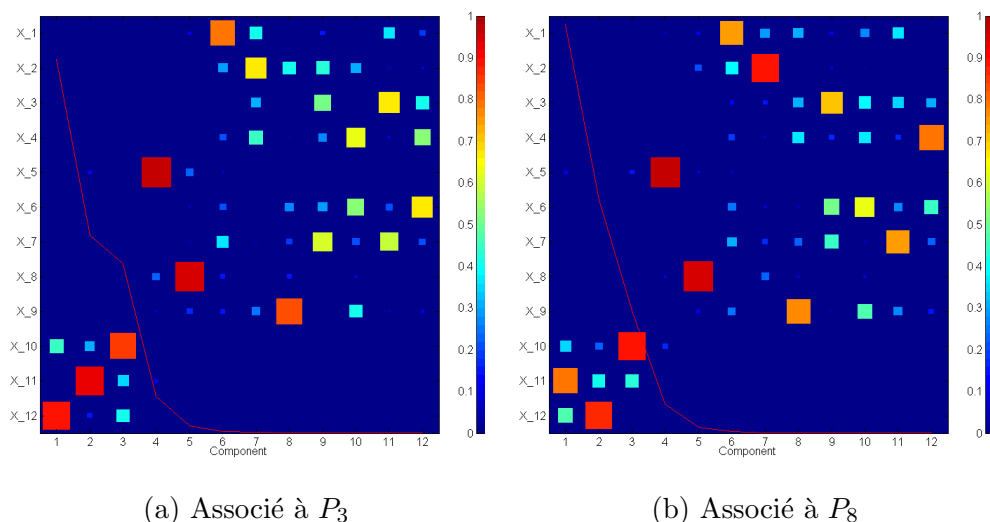 X_1
X_2
X_3
X_4
X_5
X_6
X_7
X_8
X_9
X_10
X_11
X_12
1 2 3 4 5 6 7 8 9 10 11 12
Component
1
0.9
0.8
0.7
0.6
0.5
0.4
0.3
0.2
0.1
0
X_1
X_2
X_3
X_4
X_5
X_6
X_7
X_8
X_9
X_10
X_11
X_12
1 2 3 4 5 6 7 8 9 10 11 12
Component
1
0.9
0.8
0.7
0.6
0.5
0.4
0.3
0.2
0.1
0
(a) Associé à P₃
(b) Associé à P₈